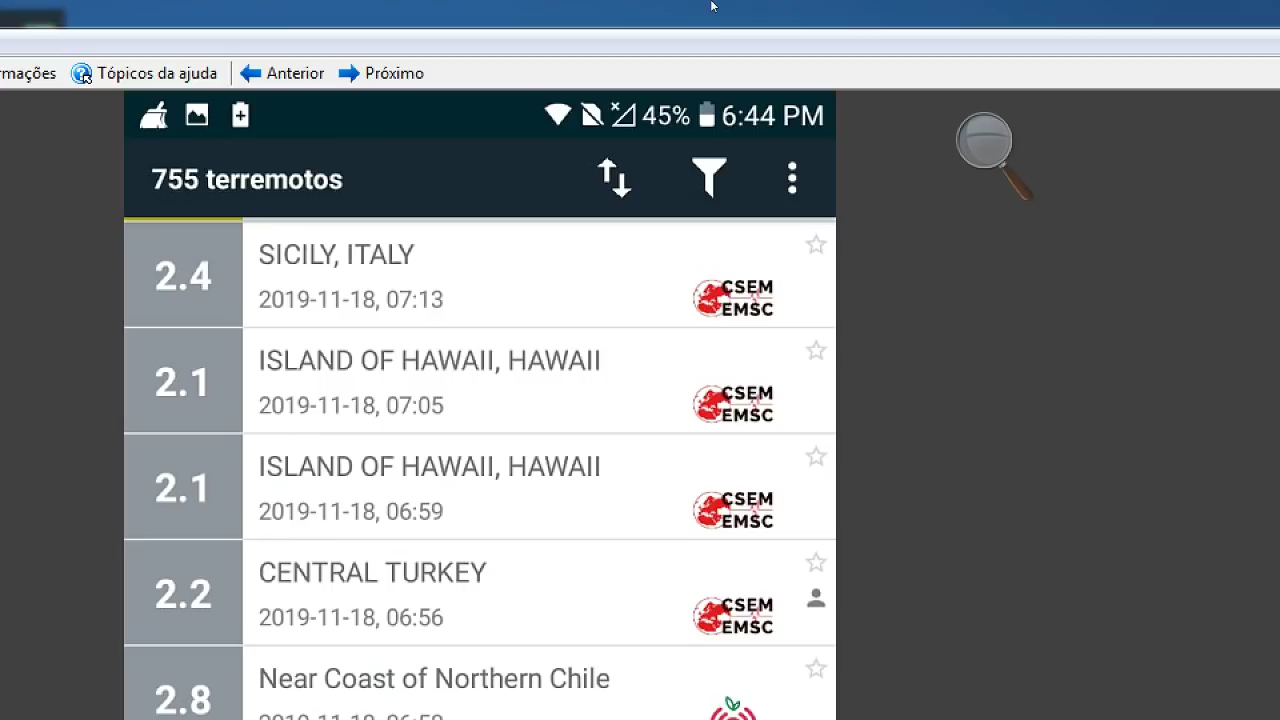 rmações Tópicos da ajuda Anterior Próximo
45% 6:44 PM
755 terremotos
2.4 SICILY, ITALY
2019-11-18, 07:13
CSEM
EMSC
2.1 ISLAND OF HAWAII, HAWAII
2019-11-18, 07:05
CSEM
EMSC
2.1 ISLAND OF HAWAII, HAWAII
2019-11-18, 06:59
CSEM
EMSC
2.2 CENTRAL TURKEY
2019-11-18, 06:56
CSEM
EMSC
2.8 Near Coast of Northern Chile